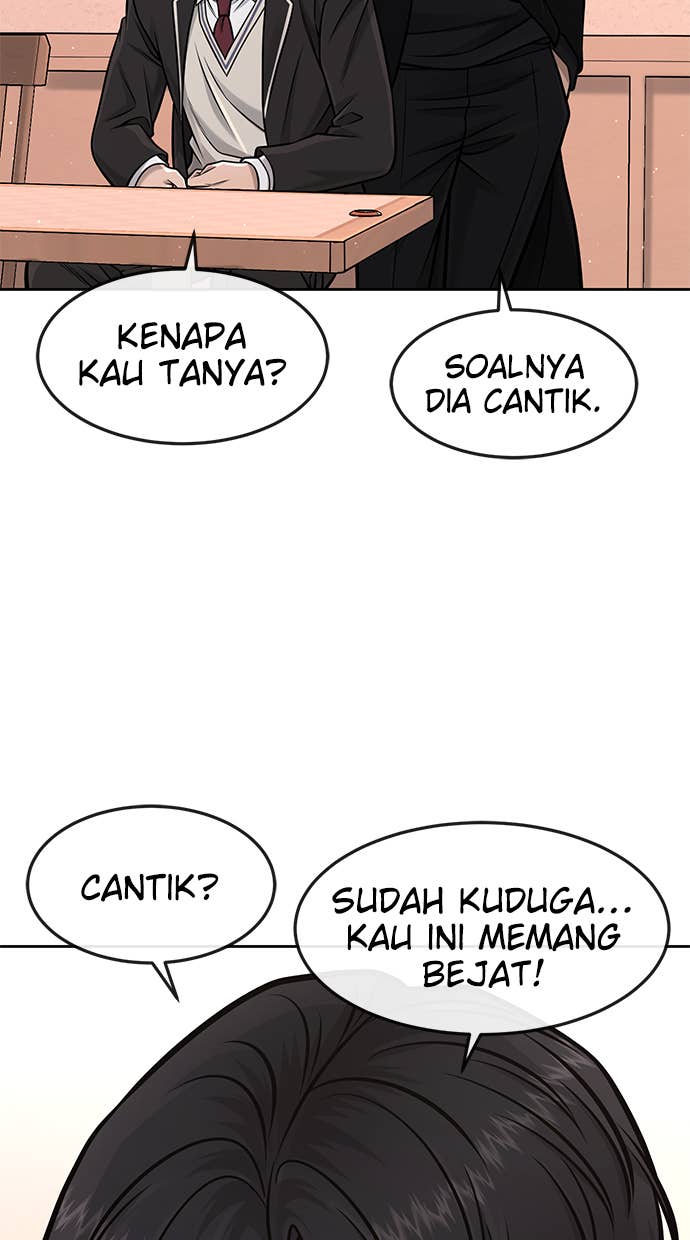 KENAPA
KAU TANYA?
SOALNYA
DIA CANTIK.
CANTIK?
SUDAH KUDUGA...
KAU INI MEMANG
BEJAT!